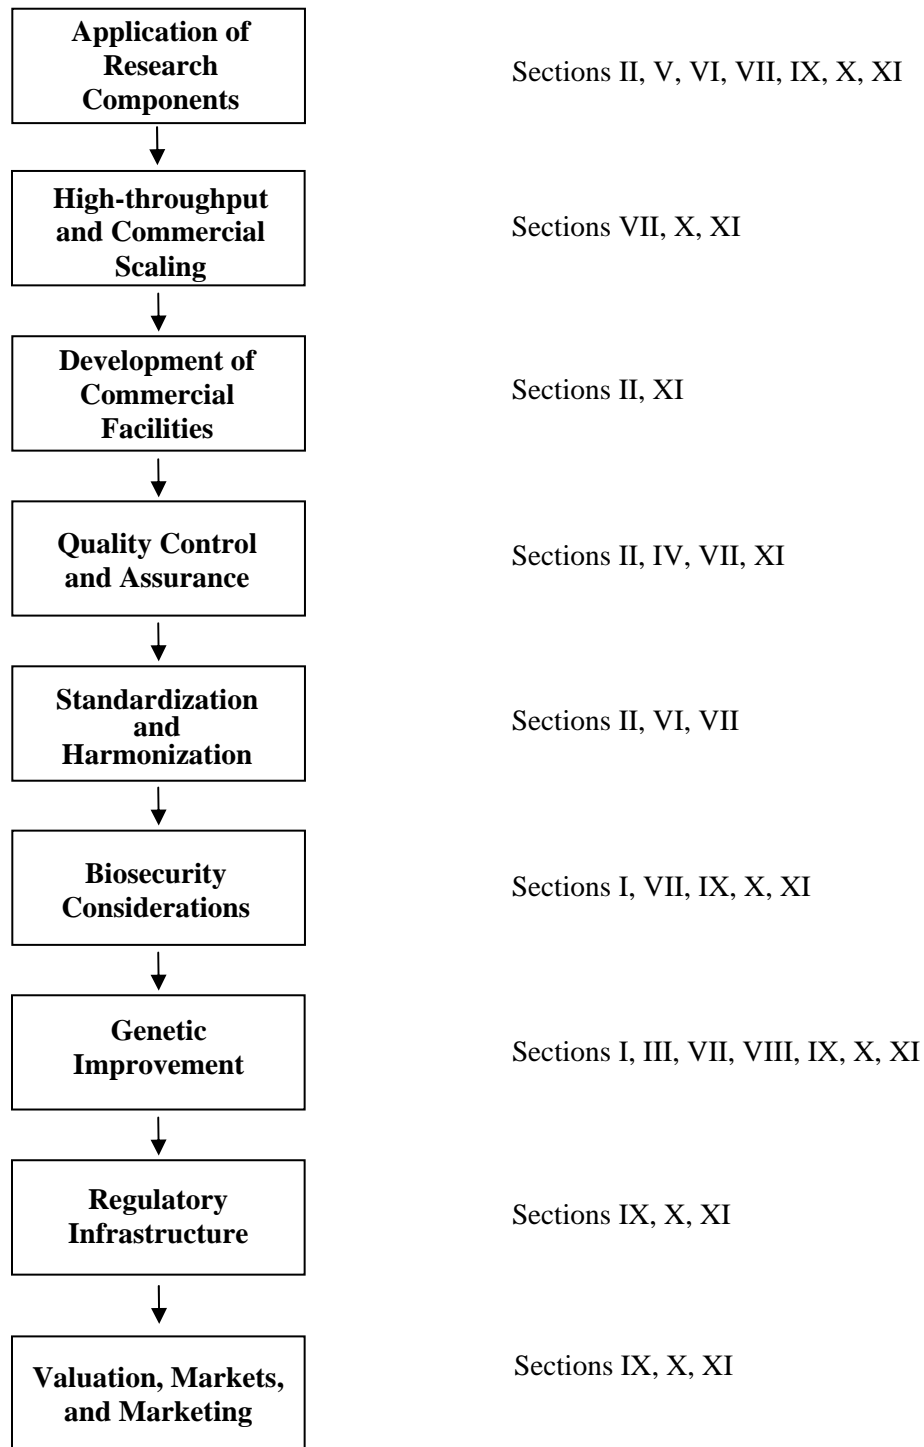 Application of
Research
Components
Sections II, V, VI, VII, IX, X, XI
High-throughput
and Commercial
Scaling
Sections VII, X, XI
Development of
Commercial
Facilities
Sections II, XI
Quality Control
and Assurance
Sections II, IV, VII, XI
Standardization
and
Harmonization
Sections II, VI, VII
Biosecurity
Considerations
Sections I, VII, IX, X, XI
Genetic
Improvement
Sections I, III, VII, VIII, IX, X, XI
Regulatory
Infrastructure
Sections IX, X, XI
Valuation, Markets,
and Marketing
Sections IX, X, XI